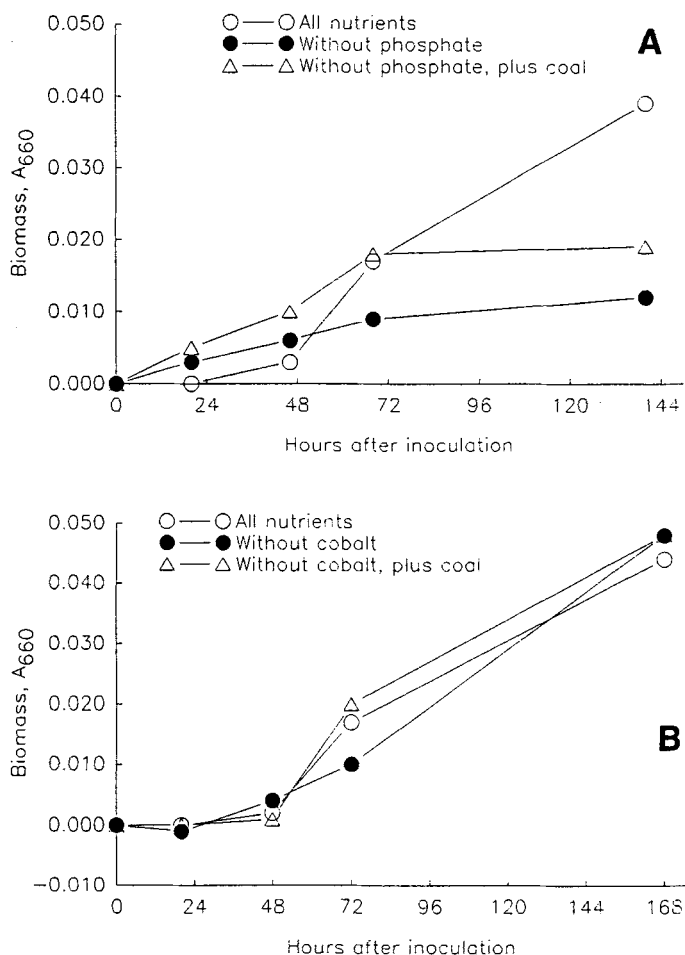 All nutrients
Without phosphate
Without phosphate, plus coal
A
0.050
0.040
0.030
0.020
0.010
0.000
Biomass, A660
0 24 48 72 96 120 144
Hours after inoculation
All nutrients
Without cobalt
Without cobalt, plus coal
B
0.050
0.040
0.030
0.020
0.010
0.000
-0.010
Biomass, A660
0 24 48 72 96 120 144 168
Hours after inoculation